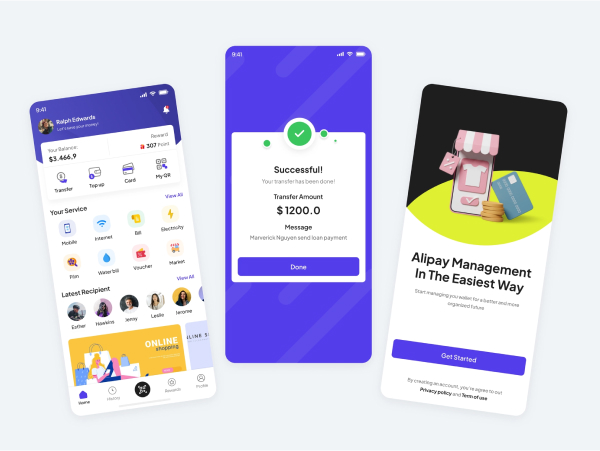 9:41
Ralph Edwards
Let's save your money!
Your Balance:
$3.466,9
Reward
307 Point
Transfer
Top up
Card
My QR
Your Service
View All
Mobile
Internet
Bill
Electricity
Film
Water bill
Voucher
Market
Latest Recipient
View All
Esther
Hawkins
Jenny
Leslie
Jerome
ONLINE
shopping
LINK S
Home
History
Rewards
Profile
9:41
Successful!
Your transfer has been done!
Transfer Amount
$ 1200.0
Message
Marverick Nguyen send loan payment
Done
Alipay Management
In The Easiest Way
Start managing you wallet for a better and more
organized future
Get Started
By creating an account, you're agree to out
Privacy policy and Term of use